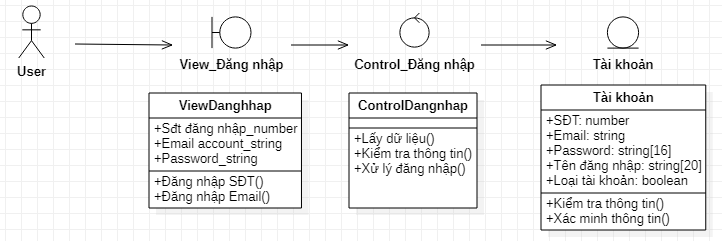 User
View_Đăng nhập
Control_Đăng nhập
Tài khoản
ViewDanghhap
+Sđt đăng nhập_number
+Email account_string
+Password_string
+Đăng nhập SĐT()
+Đăng nhập Email()
ControlDangnhap
+Lấy dữ liệu()
+Kiểm tra thông tin()
+Xử lý đăng nhập()
Tài khoản
+SĐT: number
+Email: string
+Password: string[16]
+Tên đăng nhập: string[20]
+Loại tài khoản: boolean
+Kiểm tra thông tin()
+Xác minh thông tin()